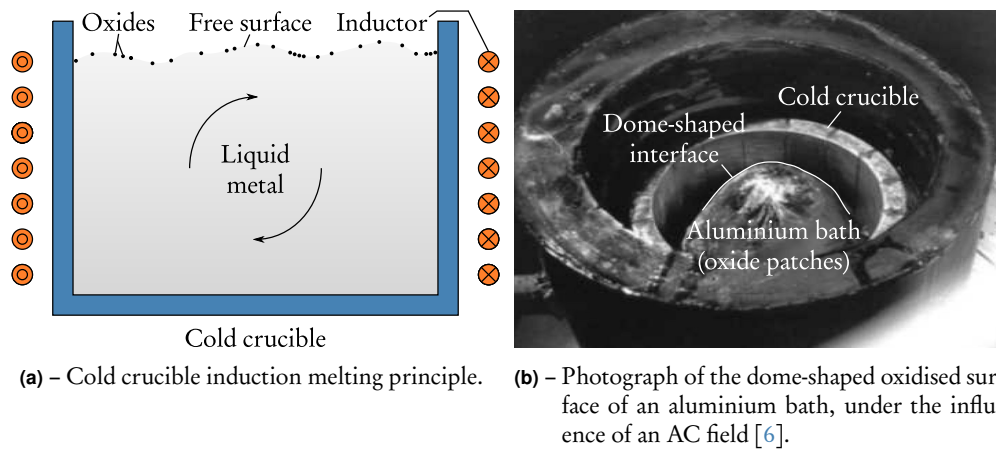 Oxides
Free surface
Inductor
Liquid
metal
Cold crucible
(a) – Cold crucible induction melting principle.
Cold crucible
Dome-shaped
interface
Aluminium bath
(oxide patches)
(b) – Photograph of the dome-shaped oxidised sur-
face of an aluminium bath, under the influ-
ence of an AC field [6].